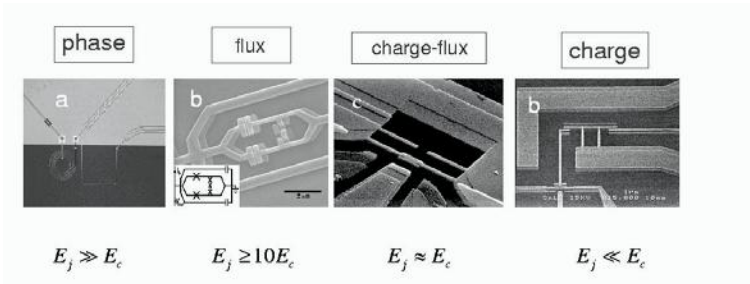 phase
flux
charge-flux
charge
a
b
c
b
E_j ≫ E_c
E_j ≥10E_c
E_j ≈ E_c
E_j ≪ E_c